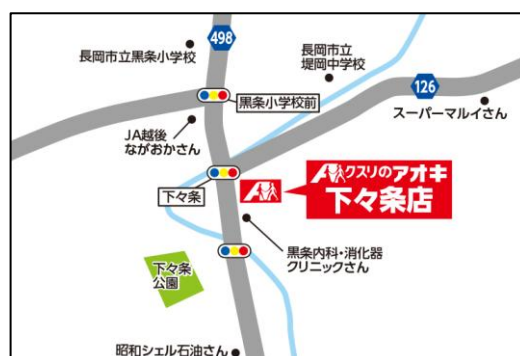 498
長岡市立黒条小学校
長岡市立
堤岡中学校
126
黒条小学校前
スーパーマルイさん
JA越後
ながおかさん
下々条
クスリのアオキ
下々条店
黒条内科・消化器
クリニックさん
下々条
公園
昭和シェル石油さん